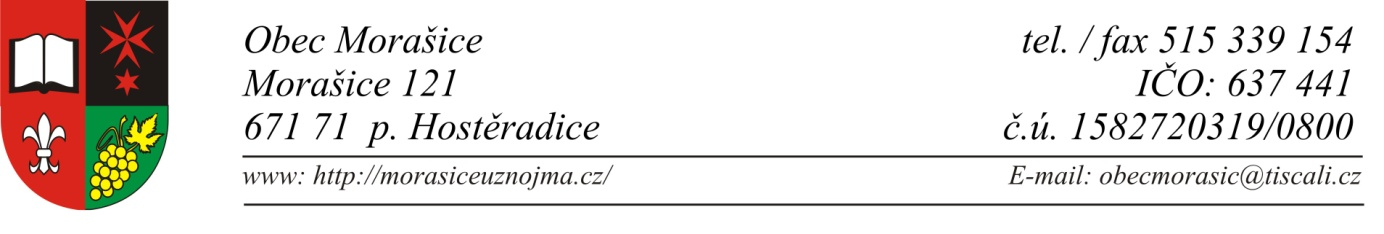 Obec Morašice
Morašice 121
671 71 p. Hostěradice
tel. / fax 515 339 154
IČO: 637 441
č.ú. 1582720319/0800
www: http://morasiceuznojma.cz/
E-mail: obecmorasic@tiscali.cz